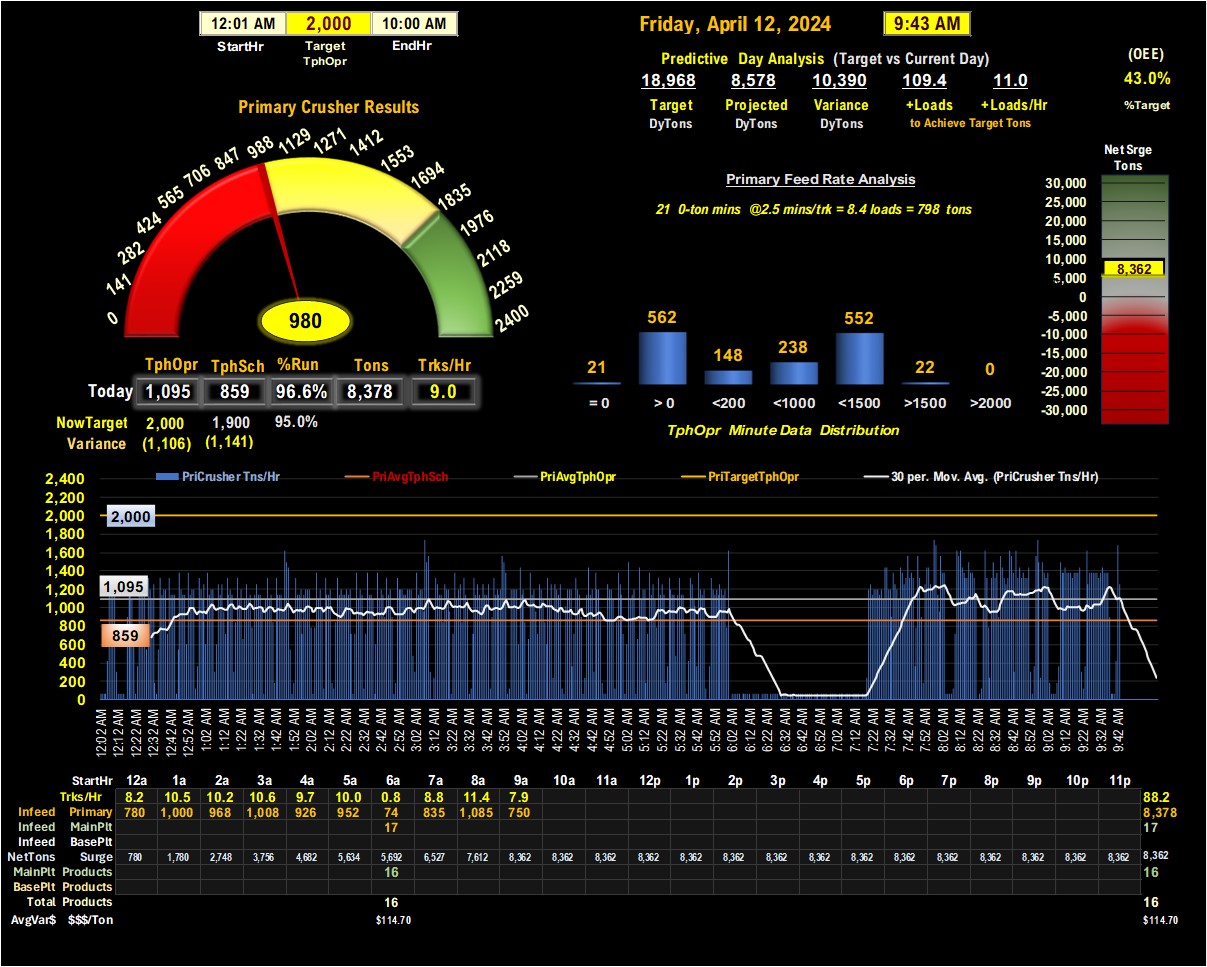 12:01 AM 2,000 10:00 AM
StartHr Target TphOpr EndHr
Friday, April 12, 2024 9:43 AM
Predictive Day Analysis (Target vs Current Day)
18,968 8,578 10,390 109.4 11.0
Target Projected Variance +Loads +Loads/Hr
DyTons DyTons DyTons to Achieve Target Tons
(OEE)
43.0%
%Target
Primary Crusher Results
0 141 282 424 565 706 847 988 1129 1271 1412 1553 1694 1835 1976 2118 2259 2400
980
TphOpr TphSch %Run Tons Trks/Hr
Today 1,095 859 96.6% 8,378 9.0
NowTarget 2,000 1,900 95.0%
Variance (1,106) (1,141)
Primary Feed Rate Analysis
21 0-ton mins @2.5 mins/trk = 8.4 loads = 798 tons
21 562 148 238 552 22 0
= 0 > 0 <200 <1000 <1500 >1500 >2000
TphOpr Minute Data Distribution
Net Srge
Tons
30,000
25,000
20,000
15,000
10,000
8,362
5,000
0
-5,000
-10,000
-15,000
-20,000
-25,000
-30,000
PriCrusher Tns/Hr PriAvgTphSch PriAvgTphOpr PriTargetTphOpr 30 per. Mov. Avg. (PriCrusher Tns/Hr)
2,400
2,200
2,000 2,000
1,800
1,600
1,400
1,200 1,095
1,000
800 859
600
400
200
0
12:02 AM 12:12 AM 12:22 AM 12:32 AM 12:42 AM 12:52 AM 1:02 AM 1:12 AM 1:22 AM 1:32 AM 1:42 AM 1:52 AM 2:02 AM 2:12 AM 2:22 AM 2:32 AM 2:42 AM 2:52 AM 3:02 AM 3:12 AM 3:22 AM 3:32 AM 3:42 AM 3:52 AM 4:02 AM 4:12 AM 4:22 AM 4:32 AM 4:42 AM 4:52 AM 5:02 AM 5:12 AM 5:22 AM 5:32 AM 5:42 AM 5:52 AM 6:02 AM 6:12 AM 6:22 AM 6:32 AM 6:42 AM 6:52 AM 7:02 AM 7:12 AM 7:22 AM 7:32 AM 7:42 AM 7:52 AM 8:02 AM 8:12 AM 8:22 AM 8:32 AM 8:42 AM 8:52 AM 9:02 AM 9:12 AM 9:22 AM 9:32 AM 9:42 AM
StartHr 12a 1a 2a 3a 4a 5a 6a 7a 8a 9a 10a 11a 12p 1p 2p 3p 4p 5p 6p 7p 8p 9p 10p 11p
Trks/Hr 8.2 10.5 10.2 10.6 9.7 10.0 0.8 8.8 11.4 7.9 88.2
Infeed Primary 780 1,000 968 1,008 926 952 74 835 1,085 750 8,378
Infeed MainPlt 17 17
Infeed BasePlt
NetTons Surge 780 1,780 2,748 3,756 4,682 5,634 5,692 6,527 7,612 8,362 8,362 8,362 8,362 8,362 8,362 8,362 8,362 8,362 8,362 8,362 8,362 8,362 8,362 8,362 8,362
MainPlt Products 16 16
BasePlt Products
Total Products 16 16
AvgVar$ $$$/Ton $114.70 $114.70